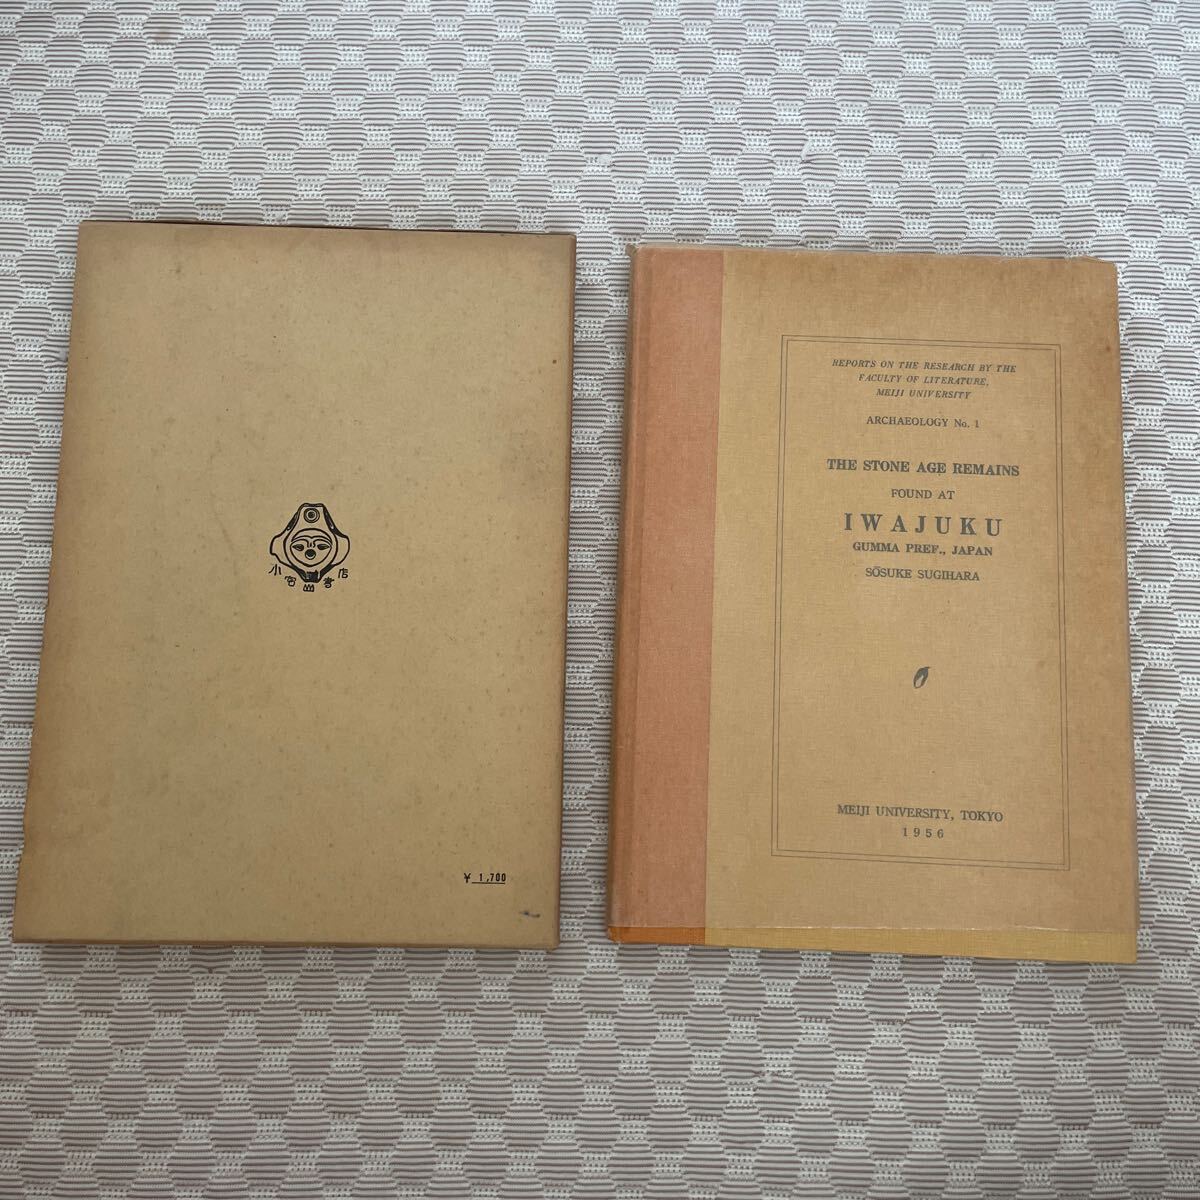 小宮山書店
¥ 1,700
REPORTS ON THE RESEARCH BY THE
FACULTY OF LITERATURE,
MEIJI UNIVERSITY
ARCHAEOLOGY No. 1
THE STONE AGE REMAINS
FOUND AT
IWAJUKU
GUMMA PREF., JAPAN
SŌSUKE SUGIHARA
MEIJI UNIVERSITY, TOKYO
1956